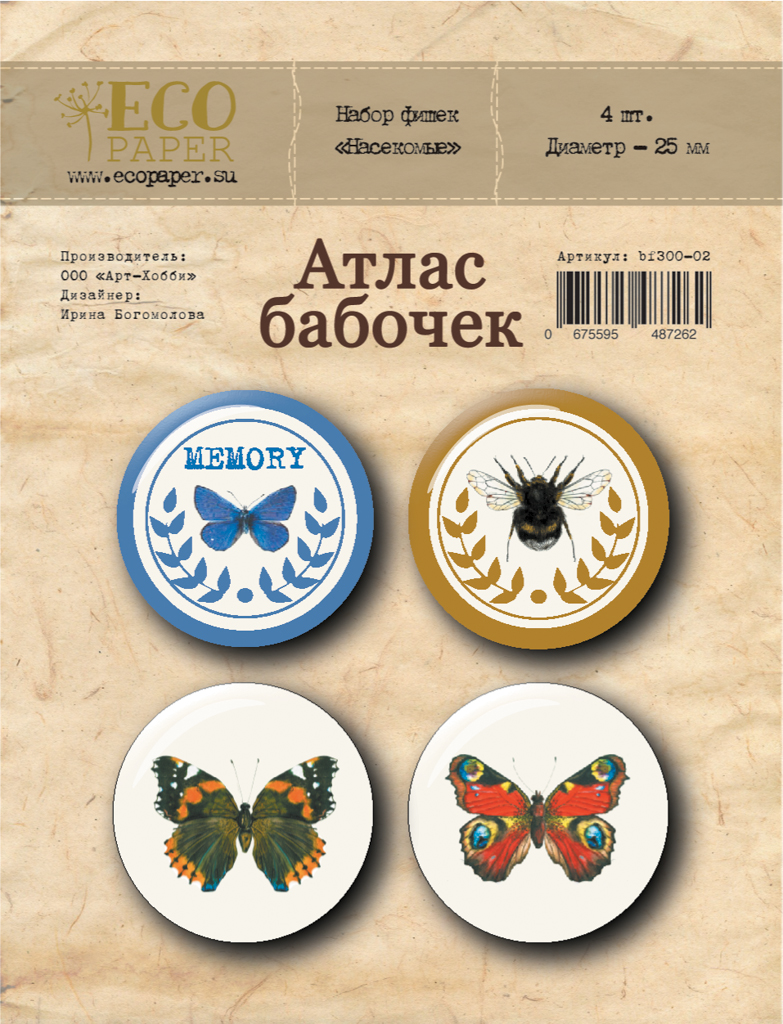 ECO
PAPER
www.ecopaper.su
Набор фишек
«Насекомые»
4 шт.
Диаметр – 25 мм
Производитель:
ООО «Арт-Хобби»
Дизайнер:
Ирина Богомолова
Атлас
бабочек
Артикул: bf300-02
0 675595 487262
MEMORY